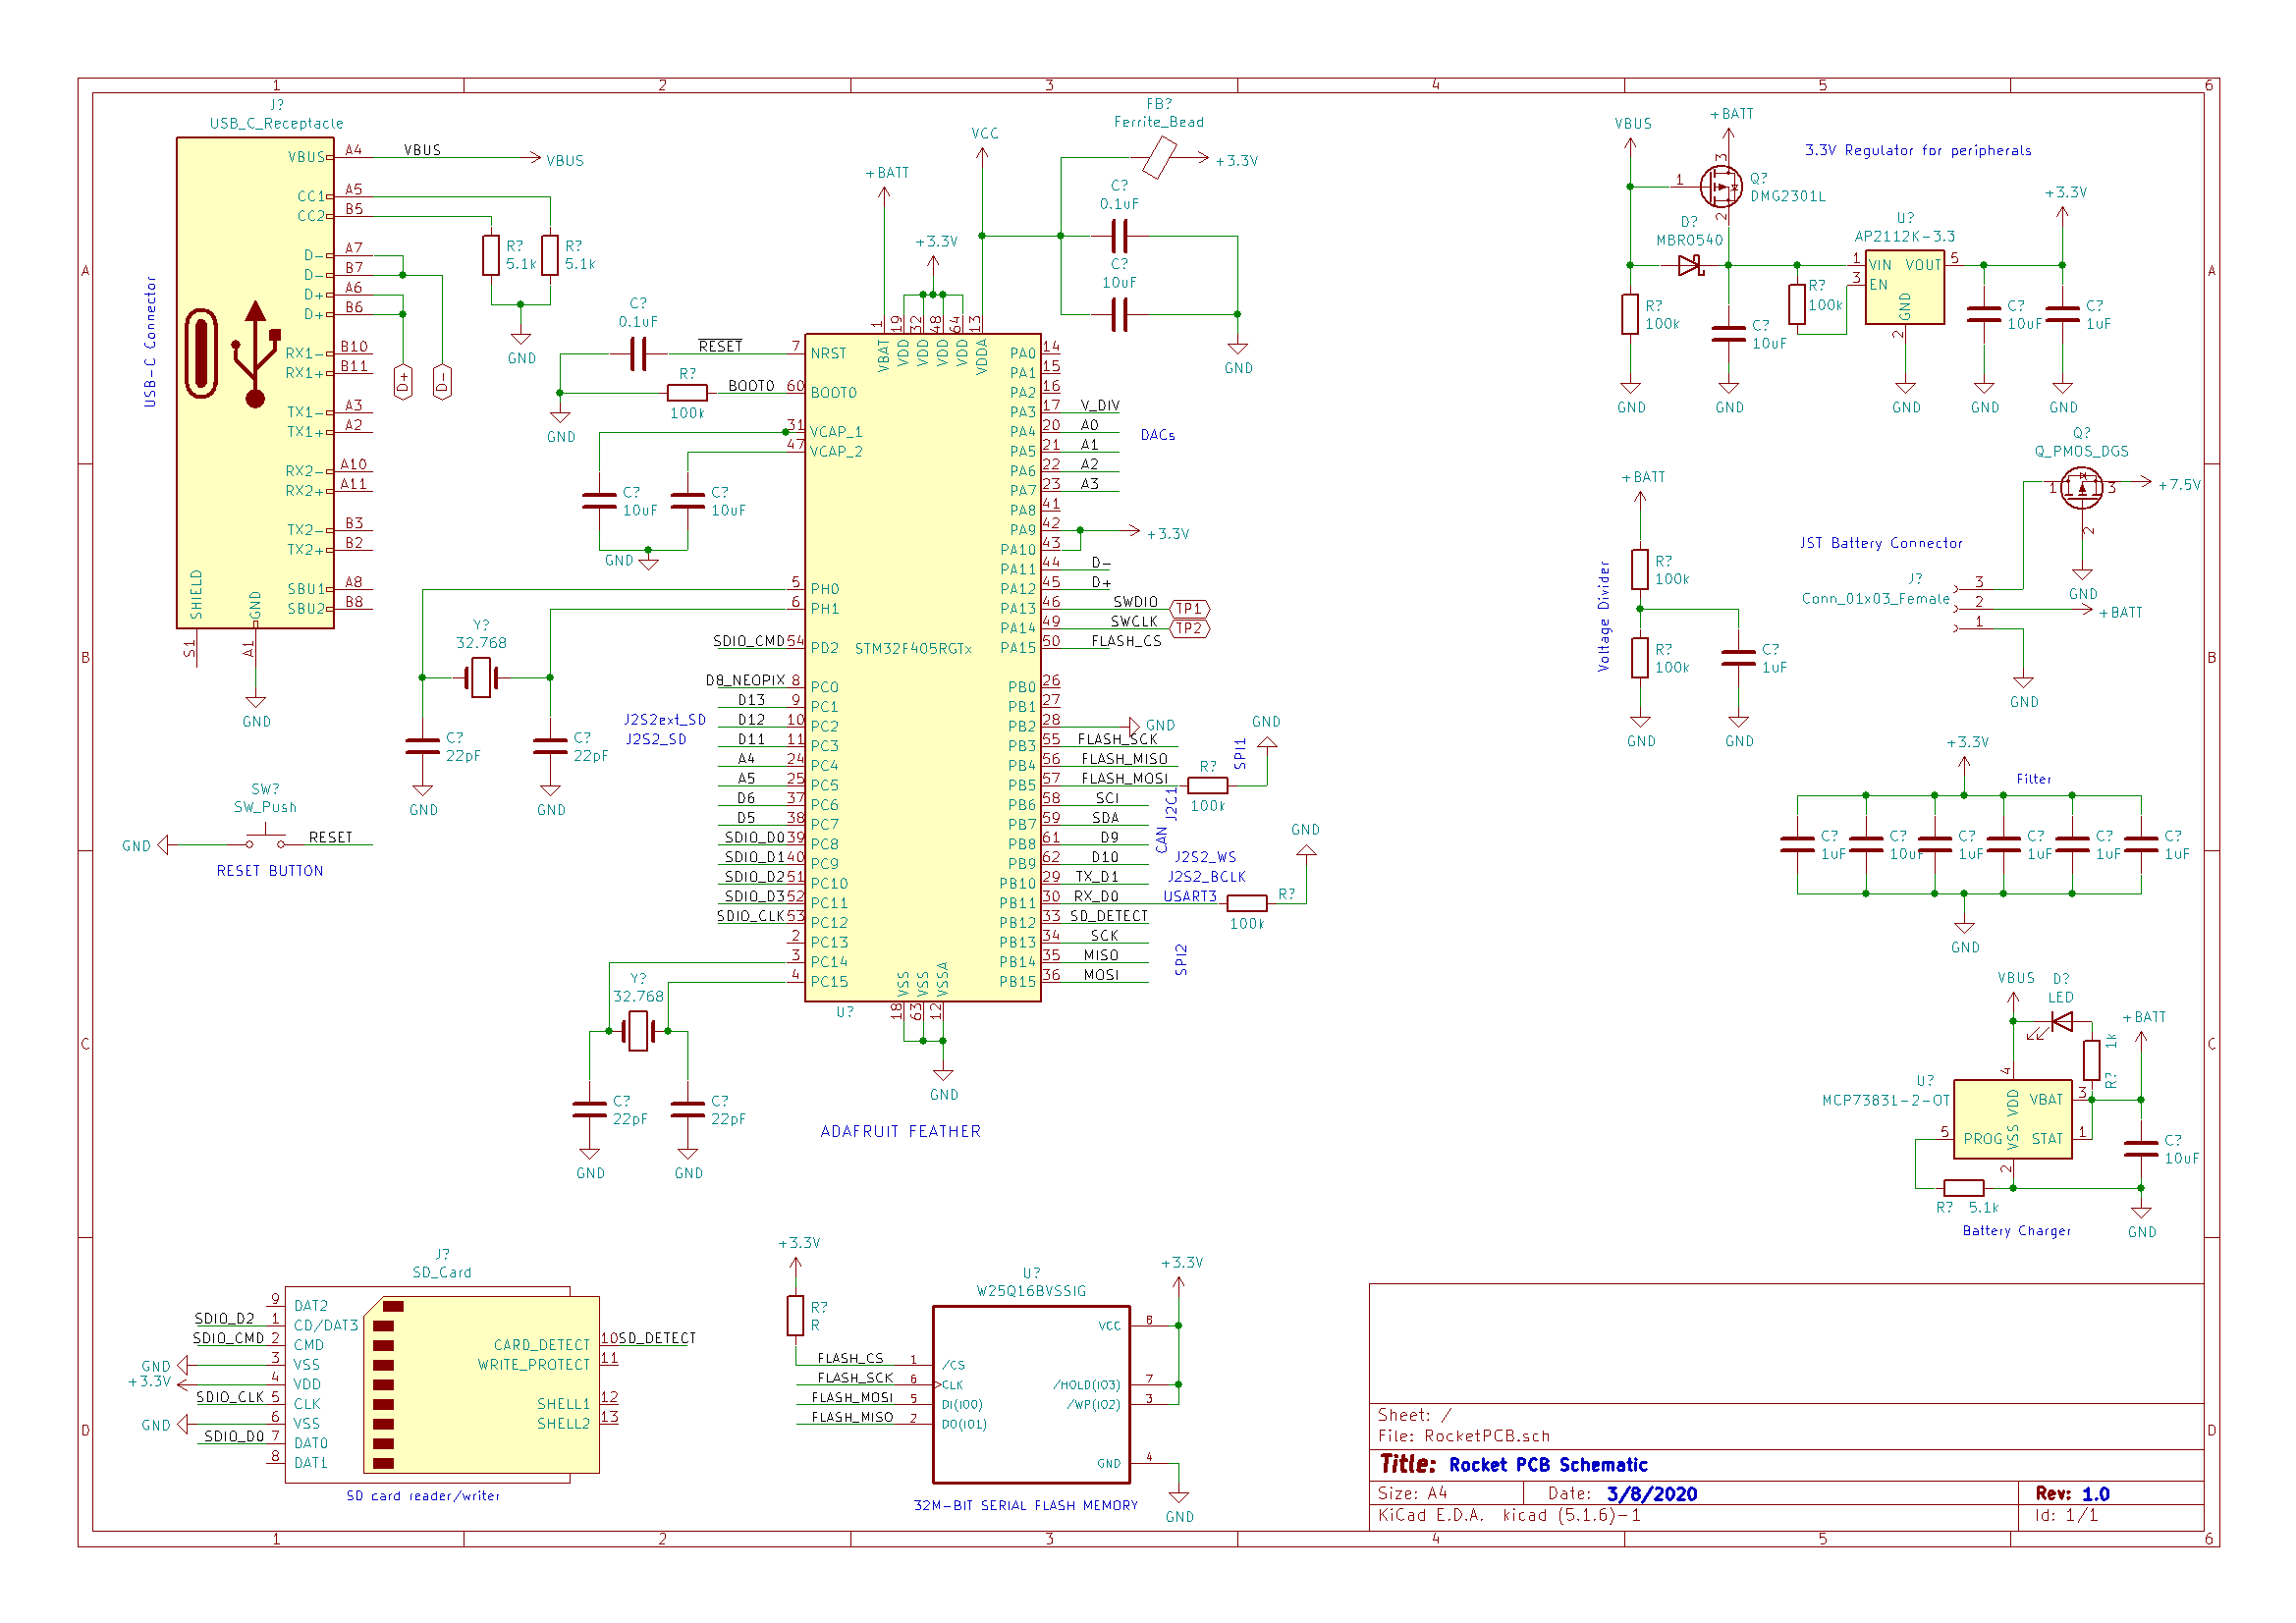 1 2 3 4 5 6
A
B
C
D
J?
USB_C_Receptacle
USB-C Connector
VBUS A4 VBUS VBUS
CC1 A5
CC2 B5
D- A7
D- B7
D+ A6
D+ B6
RX1- B10
RX1+ B11
TX1- A3
TX1+ A2
RX2- A10
RX2+ A11
TX2- B3
TX2+ B2
SBU1 A8
SBU2 B8
SHIELD S1
GND A1
GND
R?
5.1k
R?
5.1k
GND
D+
D-
C?
0.1uF
RESET
R?
100k
BOOT0
GND
C?
10uF
C?
10uF
GND
Y?
32.768
C?
22pF
C?
22pF
GND
GND
SW?
SW_Push
GND
RESET
RESET BUTTON
+BATT
+3.3V
VCC
FB?
Ferrite_Bead
+3.3V
C?
0.1uF
C?
10uF
GND
1 VBAT
19 VDD
32 VDD
48 VDD
64 VDD
13 VDDA
7 NRST
60 BOOT0
31 VCAP_1
47 VCAP_2
5 PH0
6 PH1
SDIO_CMD 54 PD2
STM32F405RGTx
D8_NEOPIX 8 PC0
D13 9 PC1
J2S2ext_SD D12 10 PC2
J2S2_SD D11 11 PC3
A4 24 PC4
A5 25 PC5
D6 37 PC6
D5 38 PC7
SDIO_D0 39 PC8
SDIO_D1 40 PC9
SDIO_D2 51 PC10
SDIO_D3 52 PC11
SDIO_CLK 53 PC12
2 PC13
3 PC14
4 PC15
PA0 14
PA1 15
PA2 16
PA3 17 V_DIV
PA4 20 A0
DACs
PA5 21 A1
PA6 22 A2
PA7 23 A3
PA8 41
PA9 42 +3.3V
PA10 43
PA11 44 D-
PA12 45 D+
PA13 46 SWDIO TP1
PA14 49 SWCLK TP2
PA15 50 FLASH_CS
PB0 26
PB1 27
PB2 28 GND
PB3 55 FLASH_SCK
PB4 56 FLASH_MISO
PB5 57 FLASH_MOSI
PB6 58 SCI
PB7 59 SDA
PB8 61 D9
PB9 62 D10
PB10 29 TX_D1
PB11 30 RX_D0
PB12 33 SD_DETECT
PB13 34 SCK
PB14 35 MISO
PB15 36 MOSI
SPI1
J2C1
CAN
J2S2_WS
J2S2_BCLK
USART3
SPI2
R?
100k
GND
R?
100k
GND
18 VSS
63 VSS
12 VSSA
U?
GND
ADAFRUIT FEATHER
Y?
32.768
C?
22pF
C?
22pF
GND
GND
VBUS
+BATT
3.3V Regulator for peripherals
1 3 2
Q?
DMG2301L
D?
MBR0540
R?
100k
C?
10uF
R?
100k
U?
AP2112K-3.3
1 VIN VOUT 5
3 EN
GND 2
+3.3V
C?
10uF
C?
1uF
GND
GND
GND
GND
GND
+BATT
Voltage Divider
R?
100k
R?
100k
C?
1uF
GND
GND
Q?
Q_PMOS_DGS
1 3 2
+7.5V
GND
JST Battery Connector
J?
Conn_01x03_Female
3
2
1
+BATT
GND
+3.3V
Filter
C?
1uF
C?
10uF
C?
1uF
C?
1uF
C?
1uF
C?
1uF
GND
VBUS
D?
LED
+BATT
1k
R?
U?
MCP73831-2-OT
4 VDD
VBAT 3
5 PROG
VSS 2
STAT 1
C?
10uF
R? 5.1k
GND
Battery Charger
J?
SD_Card
9 DAT2
SDIO_D2 1 CD/DAT3
SDIO_CMD 2 CMD
GND 3 VSS
+3.3V 4 VDD
SDIO_CLK 5 CLK
GND 6 VSS
SDIO_D0 7 DAT0
8 DAT1
CARD_DETECT 10 SD_DETECT
WRITE_PROTECT 11
SHELL1 12
SHELL2 13
SD card reader/writer
+3.3V
R?
R
U?
W25Q16BVSSIG
FLASH_CS 1 /CS
FLASH_SCK 6 CLK
FLASH_MOSI 5 DI(IO0)
FLASH_MISO 2 DO(IO1)
VCC 8
/HOLD(IO3) 7
/WP(IO2) 3
GND 4
+3.3V
GND
32M-BIT SERIAL FLASH MEMORY
Sheet: /
File: RocketPCB.sch
Title: Rocket PCB Schematic
Size: A4 Date: 3/8/2020 Rev: 1.0
KiCad E.D.A. kicad (5.1.6)-1 Id: 1/1
A
B
C
D
1 2 3 4 5 6